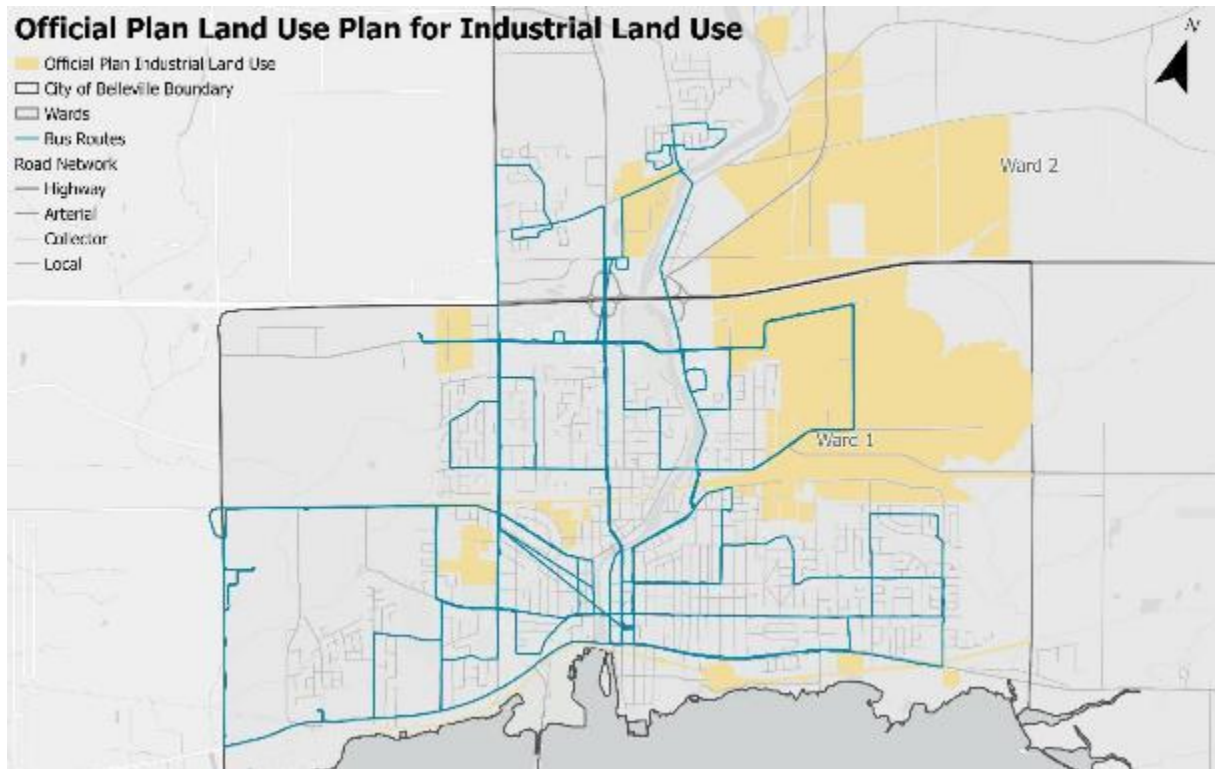 Official Plan Land Use Plan for Industrial Land Use
Official Plan Industrial Land Use
City of Belleville Boundary
Wards
Bus Routes
Road Network
Highway
Arterial
Collector
Local
N
Ward 2
Ward 1